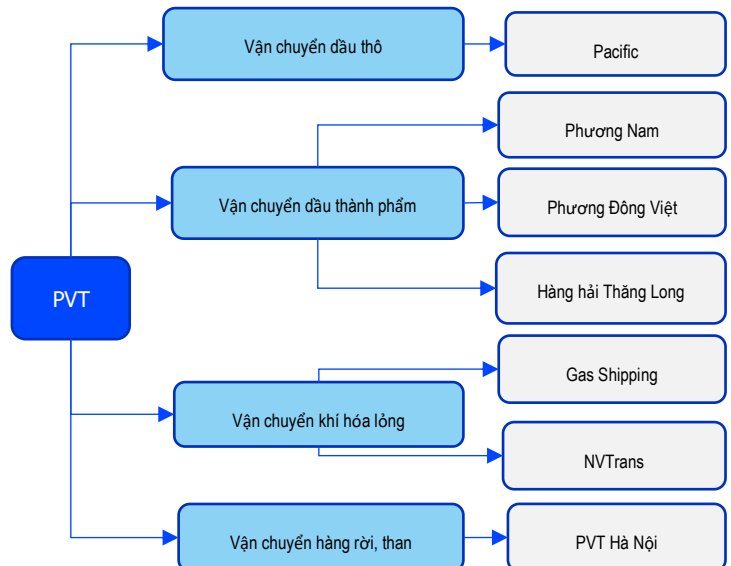 Vận chuyển dầu thô
Pacific
Phương Nam
Vận chuyển dầu thành phẩm
Phương Đông Việt
Hàng hải Thăng Long
PVT
Gas Shipping
Vận chuyển khí hóa lỏng
NVTrans
Vận chuyển hàng rời, than
PVT Hà Nội